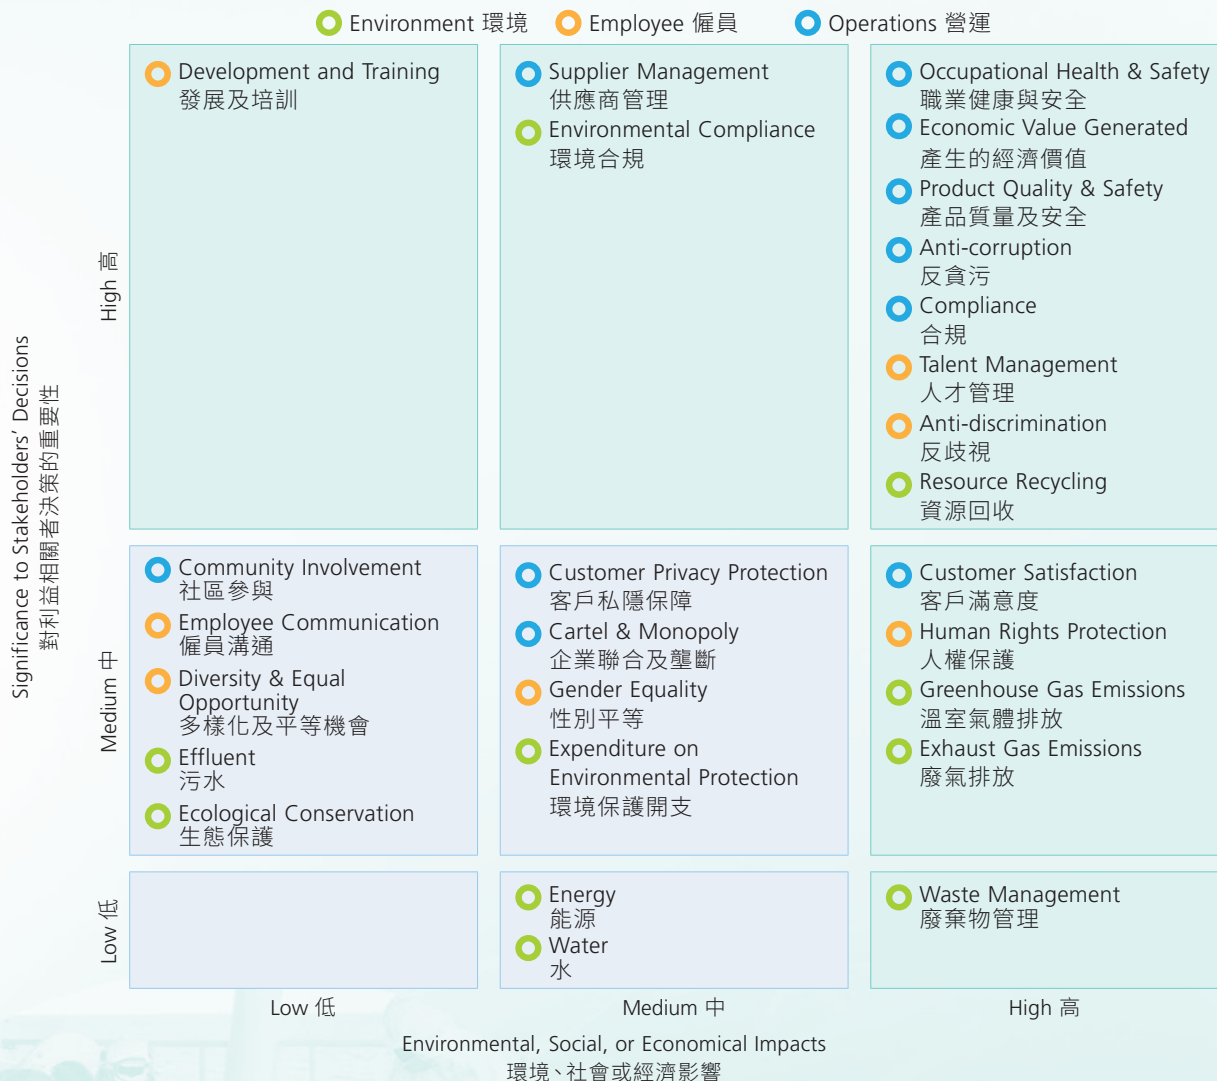 Environment 環境 Employee 僱員 Operations 營運
Significance to Stakeholders' Decisions
對利益相關者決策的重要性
High 高
Development and Training
發展及培訓
Supplier Management
供應商管理
Environmental Compliance
環境合規
Occupational Health & Safety
職業健康與安全
Economic Value Generated
產生的經濟價值
Product Quality & Safety
產品質量及安全
Anti-corruption
反貪污
Compliance
合規
Talent Management
人才管理
Anti-discrimination
反歧視
Resource Recycling
資源回收
Medium 中
Community Involvement
社區參與
Employee Communication
僱員溝通
Diversity & Equal
Opportunity
多樣化及平等機會
Effluent
污水
Ecological Conservation
生態保護
Customer Privacy Protection
客戶私隱保障
Cartel & Monopoly
企業聯合及壟斷
Gender Equality
性別平等
Expenditure on
Environmental Protection
環境保護開支
Customer Satisfaction
客戶滿意度
Human Rights Protection
人權保護
Greenhouse Gas Emissions
溫室氣體排放
Exhaust Gas Emissions
廢氣排放
Low 低
Energy
能源
Water
水
Waste Management
廢棄物管理
Low 低 Medium 中 High 高
Environmental, Social, or Economical Impacts
環境、社會或經濟影響